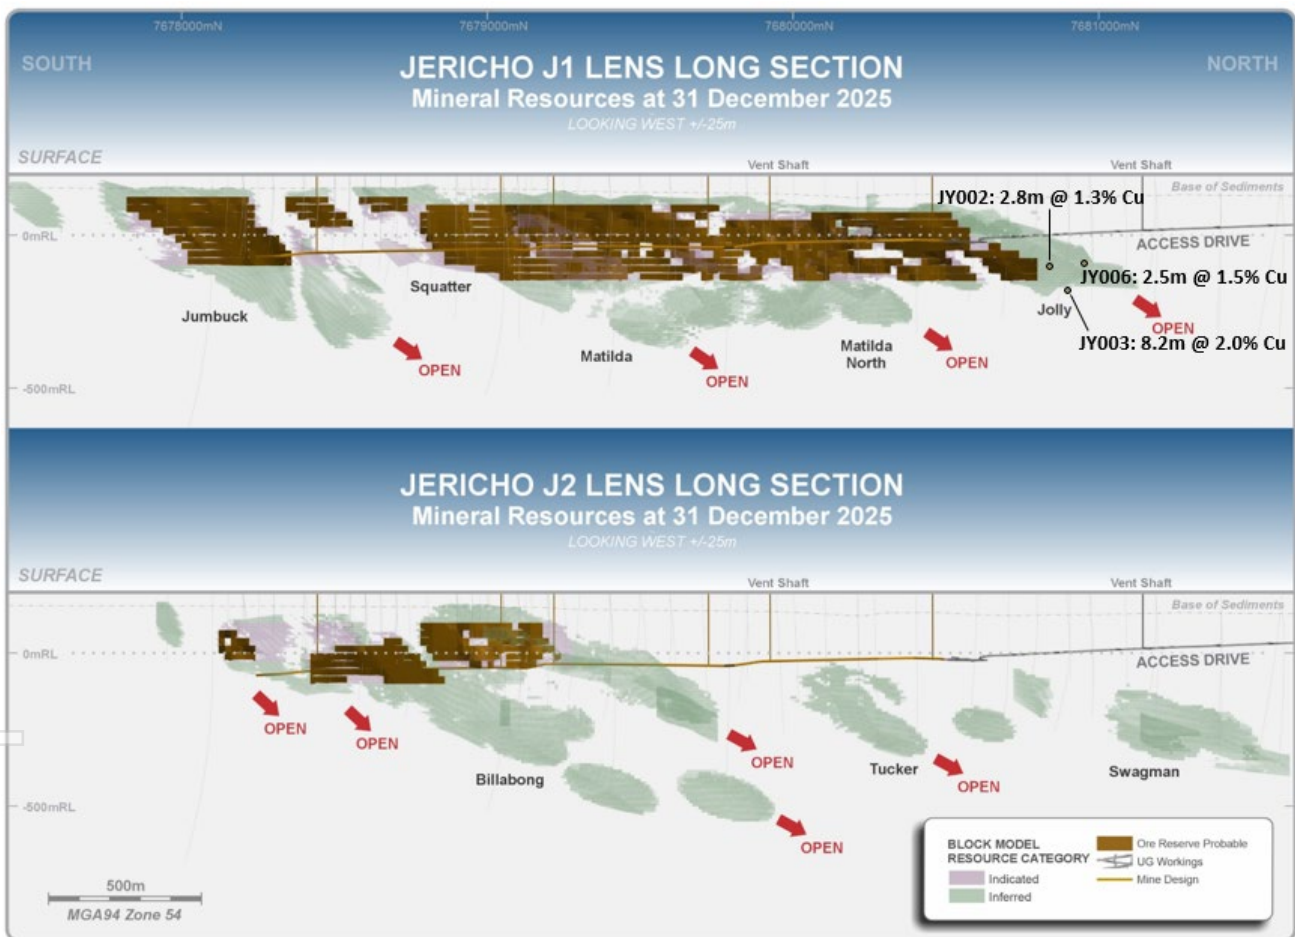 7678000mN 7679000mN 7680000mN 7681000mN
SOUTH NORTH
JERICHO J1 LENS LONG SECTION
Mineral Resources at 31 December 2025
LOOKING WEST +/-25m
SURFACE
Vent Shaft Vent Shaft
Base of Sediments
JY002: 2.8m @ 1.3% Cu
0mRL
ACCESS DRIVE
JY006: 2.5m @ 1.5% Cu
Squatter
Jumbuck
Jolly
OPEN
JY003: 8.2m @ 2.0% Cu
Matilda
Matilda
North
OPEN
OPEN
OPEN
-500mRL
JERICHO J2 LENS LONG SECTION
Mineral Resources at 31 December 2025
LOOKING WEST +/-25m
SURFACE
Vent Shaft Vent Shaft
Base of Sediments
0mRL
ACCESS DRIVE
OPEN
OPEN
OPEN
Billabong
Tucker
Swagman
OPEN
-500mRL
OPEN
BLOCK MODEL
RESOURCE CATEGORY
Indicated
Inferred
Ore Reserve Probable
UG Workings
Mine Design
500m
MGA94 Zone 54